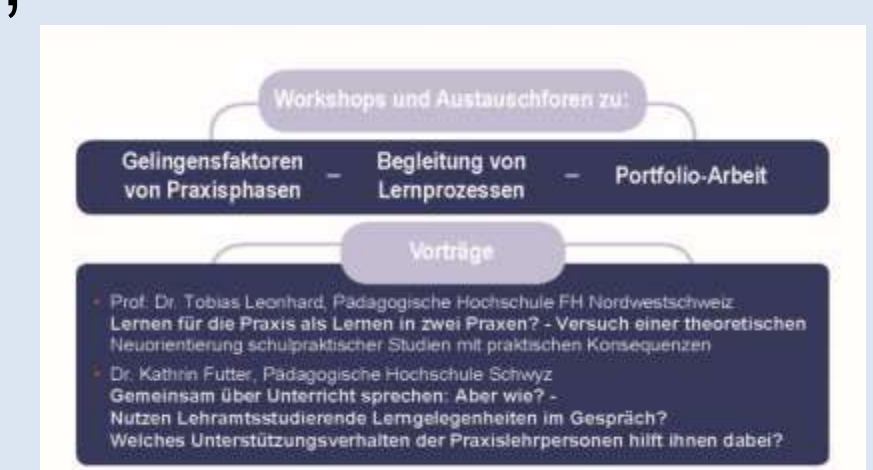 ,
Workshops und Austauschforen zu:
Gelingensfaktoren von Praxisphasen – Begleitung von Lernprozessen – Portfolio-Arbeit
Vorträge
• Prof. Dr. Tobias Leonhard, Pädagogische Hochschule FH Nordwestschweiz
Lernen für die Praxis als Lernen in zwei Praxen? - Versuch einer theoretischen
Neuorientierung schulpraktischer Studien mit praktischen Konsequenzen
• Dr. Kathrin Futter, Pädagogische Hochschule Schwyz
Gemeinsam über Unterricht sprechen: Aber wie? -
Nutzen Lehramtsstudierende Lerngelegenheiten im Gespräch?
Welches Unterstützungsverhalten der Praxislehrpersonen hilft ihnen dabei?